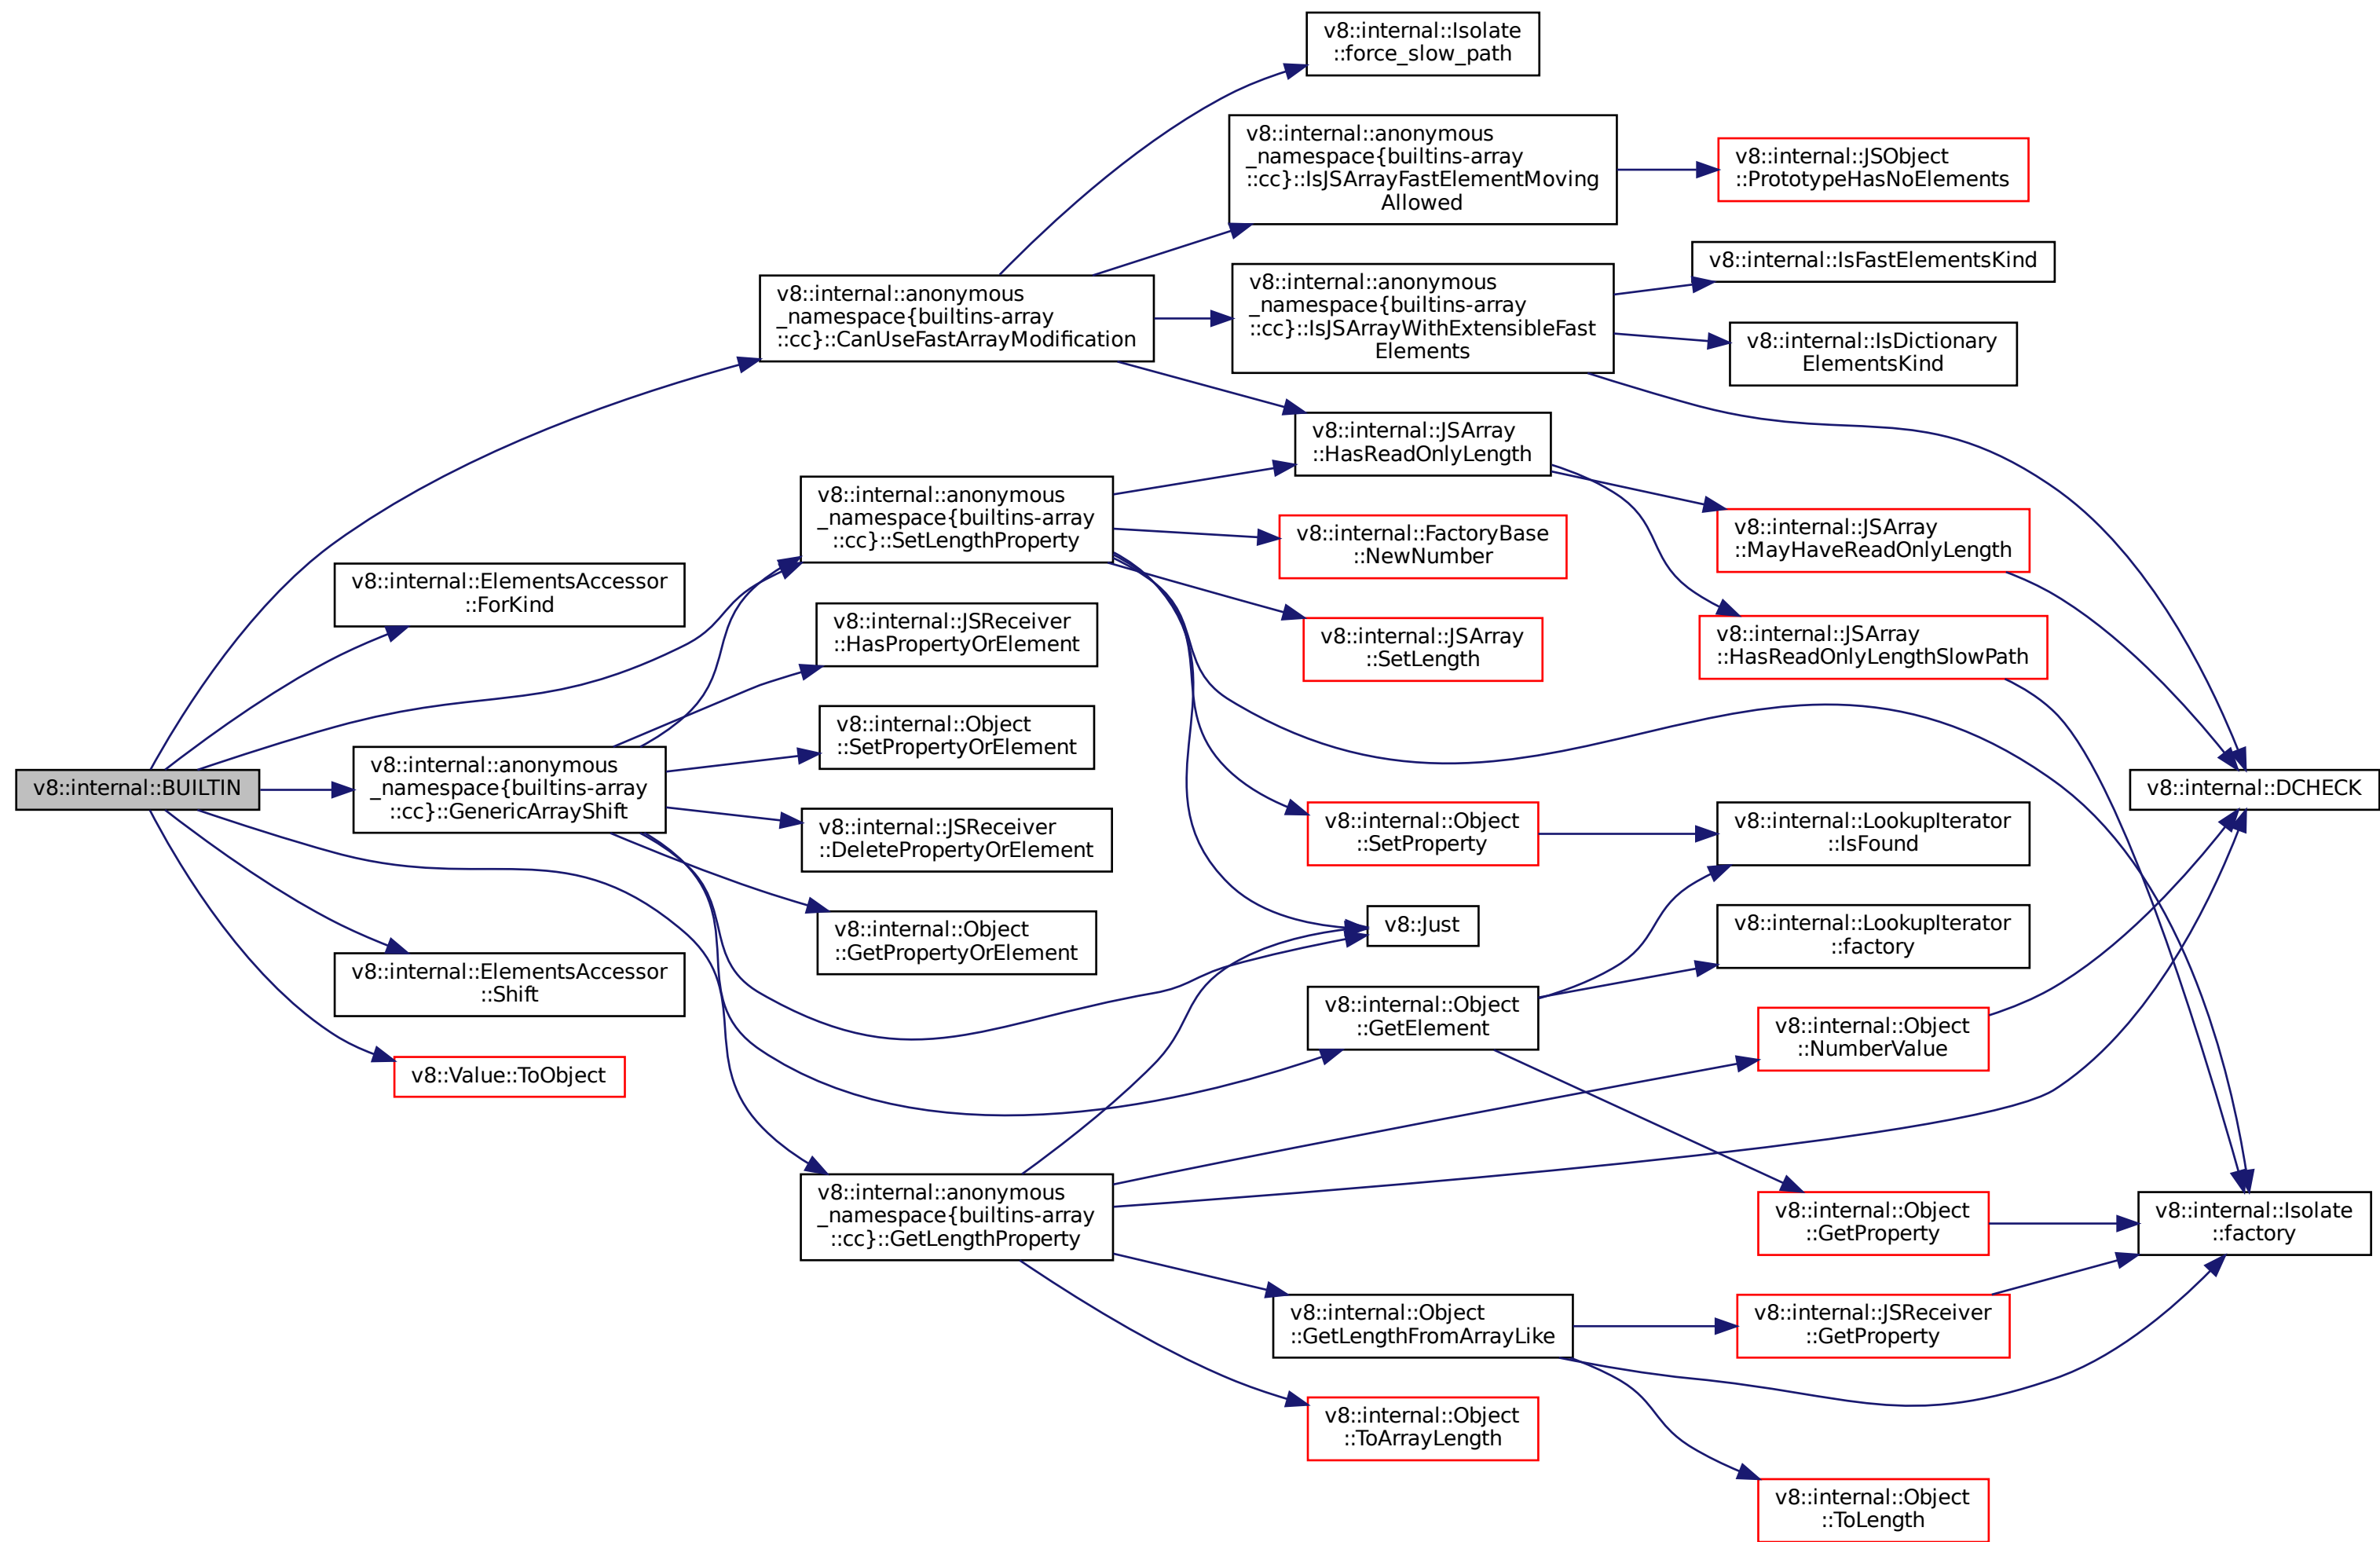 v8::internal::Isolate
::force_slow_path
v8::internal::anonymous
_namespace{builtins-array
::cc}::IsJSArrayFastElementMoving
Allowed
v8::internal::JSObject
::PrototypeHasNoElements
v8::internal::IsFastElementsKind
v8::internal::anonymous
_namespace{builtins-array
::cc}::IsJSArrayWithExtensibleFast
Elements
v8::internal::anonymous
_namespace{builtins-array
::cc}::CanUseFastArrayModification
v8::internal::IsDictionary
ElementsKind
v8::internal::JSArray
::HasReadOnlyLength
v8::internal::anonymous
_namespace{builtins-array
::cc}::SetLengthProperty
v8::internal::FactoryBase
::NewNumber
v8::internal::JSArray
::MayHaveReadOnlyLength
v8::internal::ElementsAccessor
::ForKind
v8::internal::JSReceiver
::HasPropertyOrElement
v8::internal::JSArray
::SetLength
v8::internal::JSArray
::HasReadOnlyLengthSlowPath
v8::internal::Object
::SetPropertyOrElement
v8::internal::BUILTIN
v8::internal::anonymous
_namespace{builtins-array
::cc}::GenericArrayShift
v8::internal::DCHECK
v8::internal::JSReceiver
::DeletePropertyOrElement
v8::internal::Object
::SetProperty
v8::internal::LookupIterator
::IsFound
v8::internal::Object
::GetPropertyOrElement
v8::Just
v8::internal::LookupIterator
::factory
v8::internal::ElementsAccessor
::Shift
v8::internal::Object
::GetElement
v8::internal::Object
::NumberValue
v8::Value::ToObject
v8::internal::anonymous
_namespace{builtins-array
::cc}::GetLengthProperty
v8::internal::Object
::GetProperty
v8::internal::Isolate
::factory
v8::internal::Object
::GetLengthFromArrayLike
v8::internal::JSReceiver
::GetProperty
v8::internal::Object
::ToArrayLength
v8::internal::Object
::ToLength